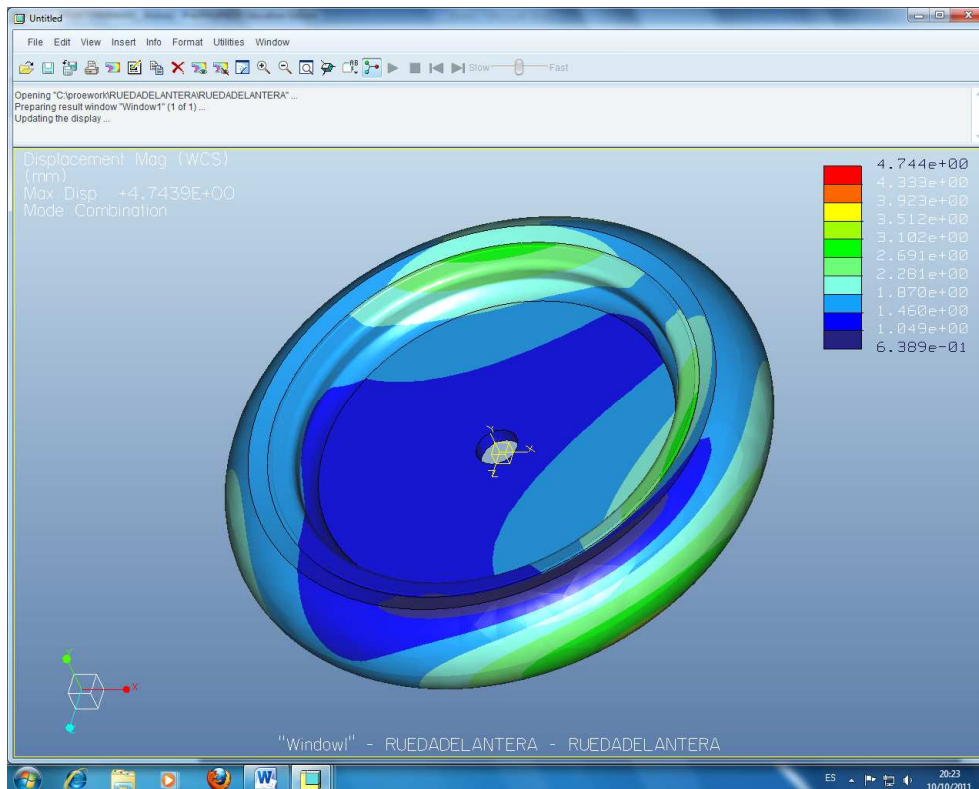 Untitled
File Edit View Insert Info Format Utilities Window
Slow Fast
Opening "C:\proework\RUEDADELANTERA\RUEDADELANTERA" ...
Preparing result window "Window1" (1 of 1) ...
Updating the display ...
Displacement Mag (WCS)
(mm)
Max Disp +4.7439E+00
Mode Combination
4.744e+00
4.333e+00
3.923e+00
3.512e+00
3.102e+00
2.691e+00
2.281e+00
1.870e+00
1.460e+00
1.049e+00
6.389e-01
Y
X
Z
X
"Window1" - RUEDADELANTERA - RUEDADELANTERA
ES
20:23
10/10/2011